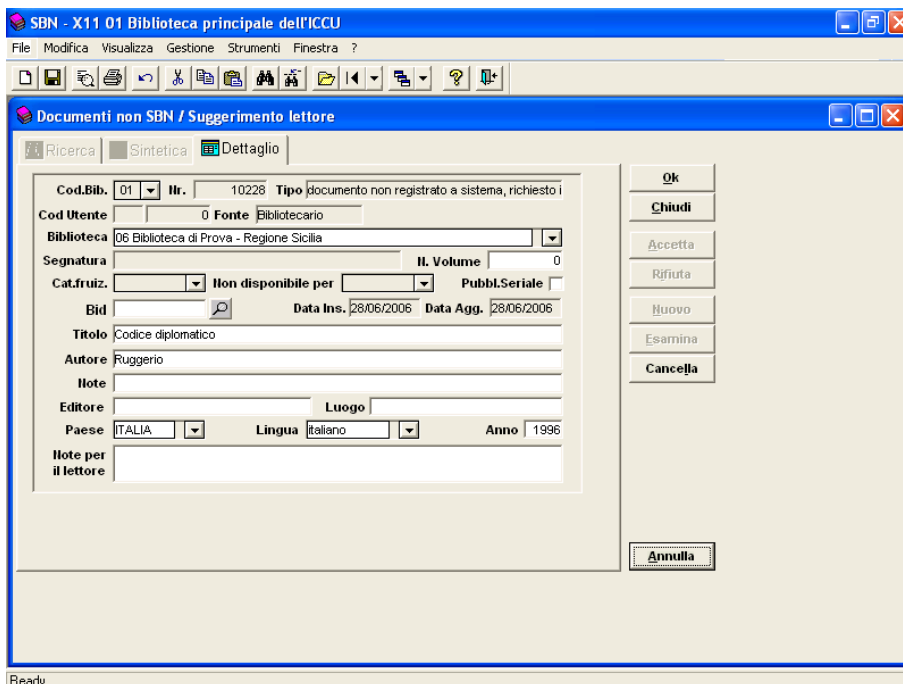 SBN - X11 01 Biblioteca principale dell'ICCU
File Modifica Visualizza Gestione Strumenti Finestra ?
Documenti non SBN / Suggerimento lettore
Ricerca Sintetica Dettaglio
Cod.Bib. 01 Nr. 10228 Tipo documento non registrato a sistema, richiesto i
Cod Utente 0 Fonte Bibliotecario
Biblioteca 06 Biblioteca di Prova - Regione Sicilia
Segnatura N. Volume 0
Cat.fruiz. Non disponibile per Pubbl.Seriale
Bid Data Ins. 28/06/2006 Data Agg. 28/06/2006
Titolo Codice diplomatico
Autore Ruggerio
Note
Editore Luogo
Paese ITALIA Lingua italiano Anno 1996
Note per
il lettore
Ok
Chiudi
Accetta
Rifiuta
Nuovo
Esamina
Cancella
Annulla
Ready